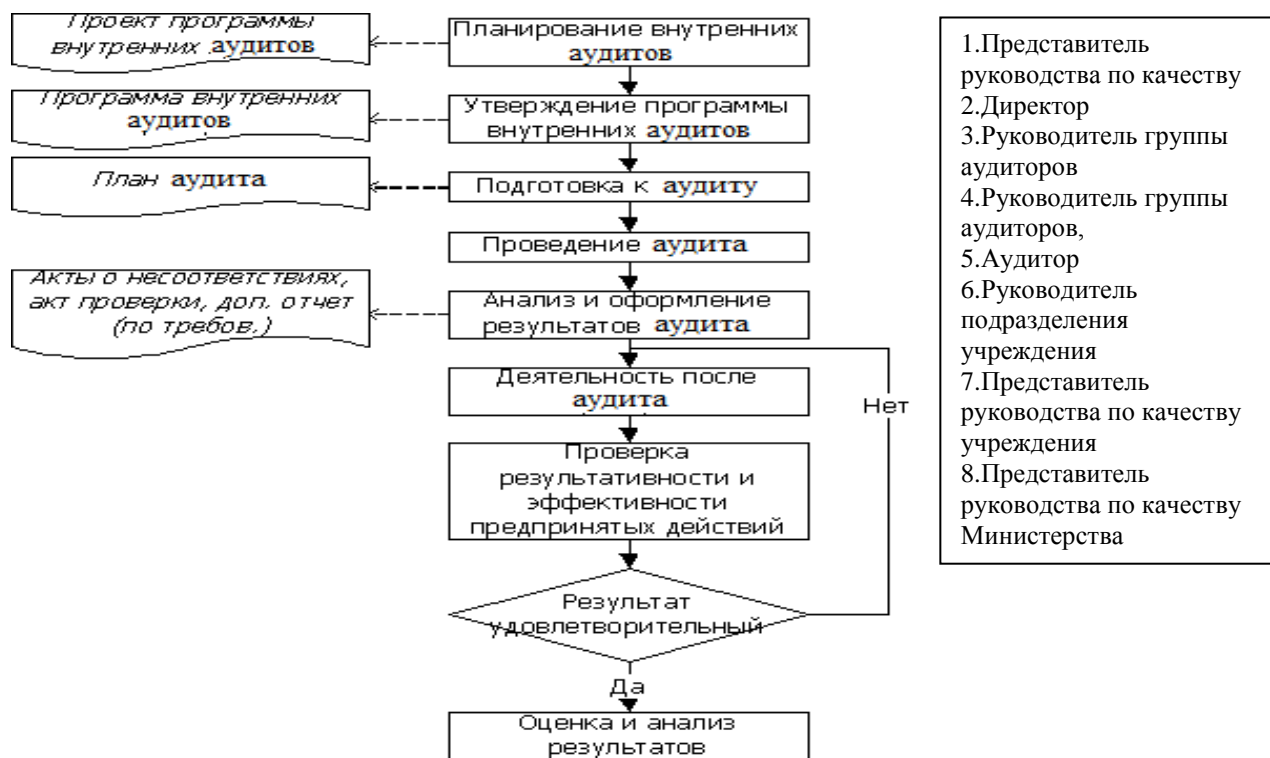 Проект программы
внутренних аудитов
Планирование внутренних
аудитов
Программа внутренних
аудитов
Утверждение программы
внутренних аудитов
План аудита
Подготовка к аудиту
Проведение аудита
Акты о несоответствиях,
акт проверки, доп. отчет
(по требов.)
Анализ и оформление
результатов аудита
Деятельность после
аудита
Нет
Проверка
результативности и
эффективности
предпринятых действий
Результат
удовлетворительный
Да
Оценка и анализ
результатов
1.Представитель
руководства по качеству
2.Директор
3.Руководитель группы
аудиторов
4.Руководитель группы
аудиторов,
5.Аудитор
6.Руководитель
подразделения
учреждения
7.Представитель
руководства по качеству
учреждения
8.Представитель
руководства по качеству
Министерства